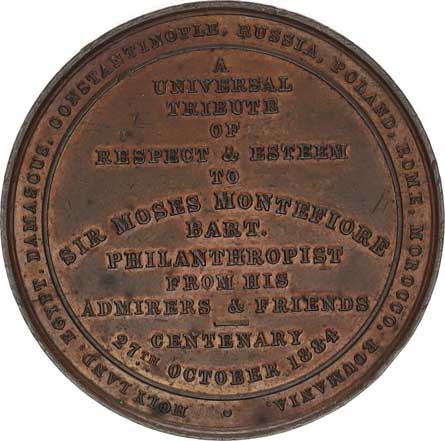 HOLY LAND. EGYPT. DAMASCUS. CONSTANTINOPLE, RUSSIA, POLAND. ROME. MOROCCO. ROUMANIA.
A
UNIVERSAL
TRIBUTE
OF
RESPECT & ESTEEM
TO
SIR MOSES MONTEFIORE
BART.
PHILANTHROPIST
FROM HIS
ADMIRERS & FRIENDS
CENTENARY
27TH OCTOBER 1884